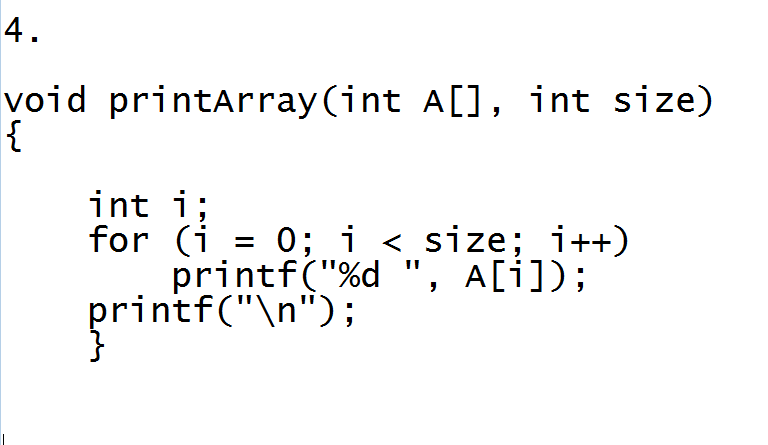 4.
void printArray(int A[], int size)
{
int i;
for (i = 0; i < size; i++)
printf("%d ", A[i]);
printf("\n");
}